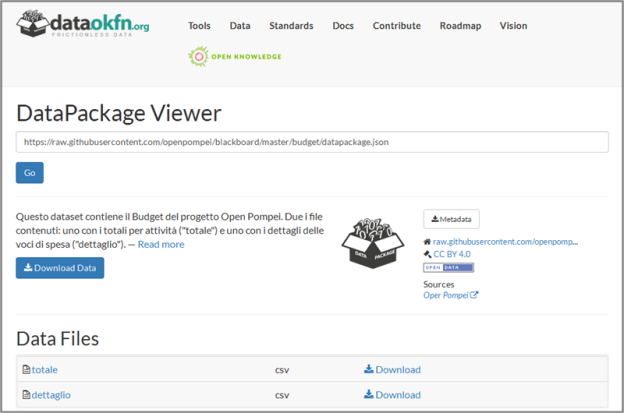 dataokfn.org
FRICTIONLESS DATA
Tools Data Standards Docs Contribute Roadmap Vision
OPEN KNOWLEDGE
DataPackage Viewer
https://raw.githubusercontent.com/openpompei/blackboard/master/budget/datapackage.json
Go
Questo dataset contiene il Budget del progetto Open Pompei. Due i file
contenuti: uno con i totali per attività ("totale") e uno con i dettagli delle
voci di spesa ("dettaglio"). — Read more
Download Data
DATA PACKAGE
Metadata
raw.githubusercontent.com/openpomp...
CC BY 4.0
OPEN DATA
Sources
Oper Pompei
Data Files
totale csv Download
dettaglio csv Download